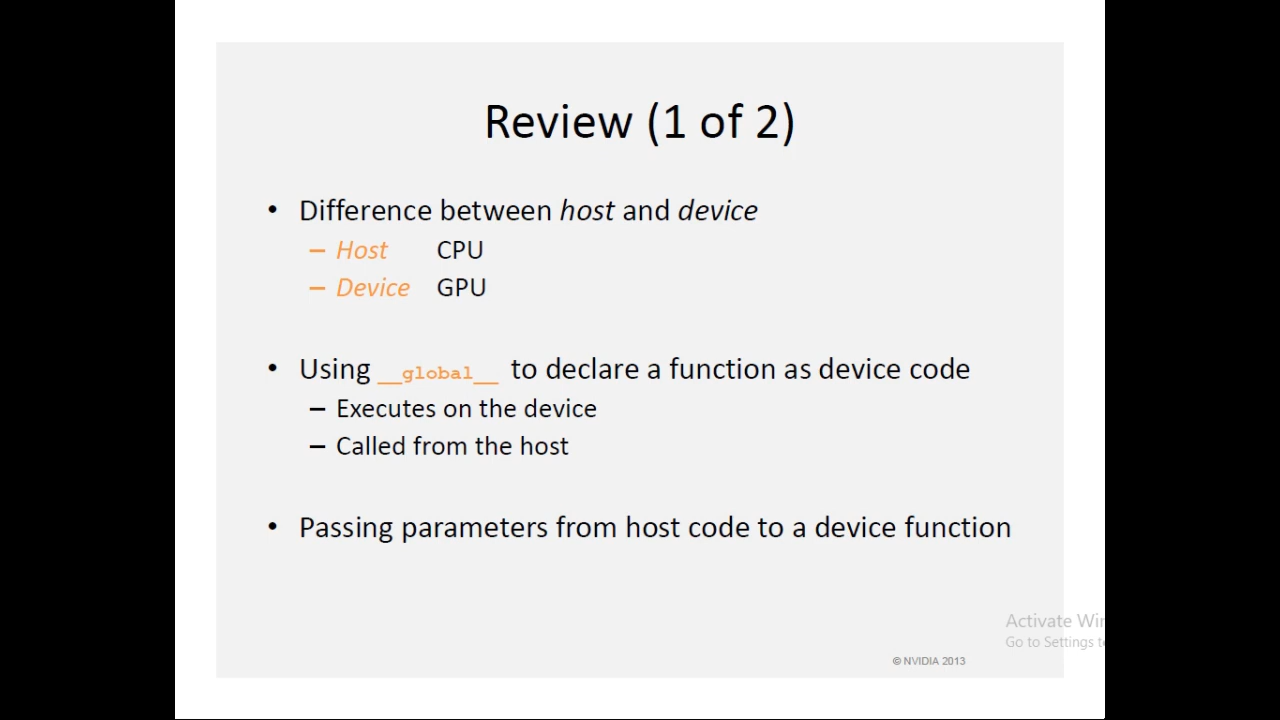 Review (1 of 2)
• Difference between host and device
– Host CPU
– Device GPU
• Using __global__ to declare a function as device code
– Executes on the device
– Called from the host
• Passing parameters from host code to a device function
Activate Wi
Go to Settings t
© NVIDIA 2013